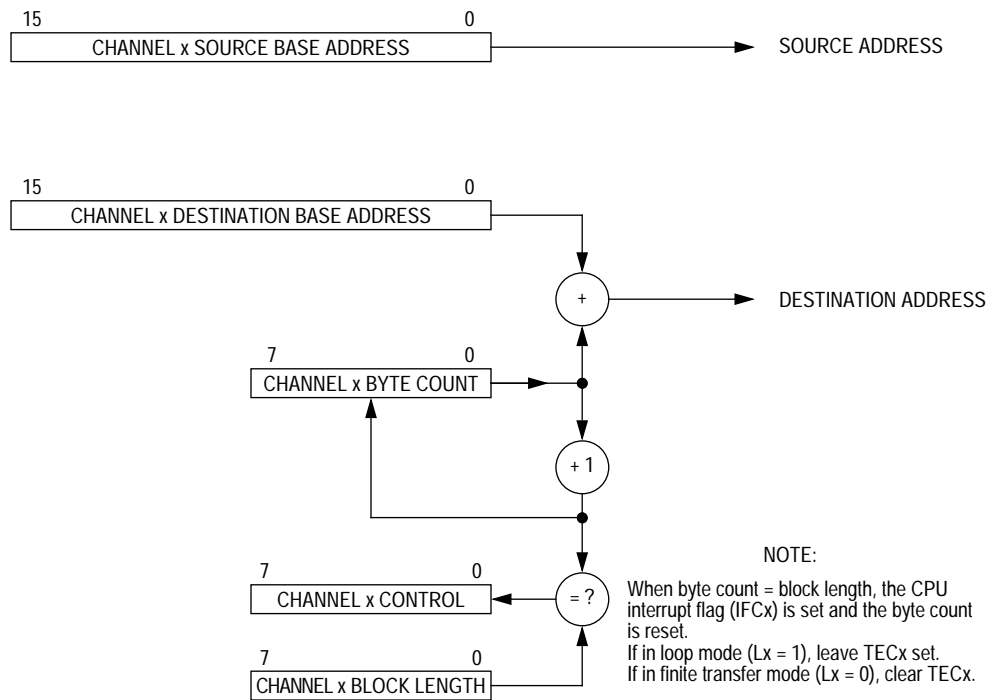 15 0
CHANNEL x SOURCE BASE ADDRESS
SOURCE ADDRESS
15 0
CHANNEL x DESTINATION BASE ADDRESS
+
DESTINATION ADDRESS
7 0
CHANNEL x BYTE COUNT
+ 1
7 0
CHANNEL x CONTROL
= ?
7 0
CHANNEL x BLOCK LENGTH
NOTE:
When byte count = block length, the CPU
interrupt flag (IFCx) is set and the byte count
is reset.
If in loop mode (Lx = 1), leave TECx set.
If in finite transfer mode (Lx = 0), clear TECx.